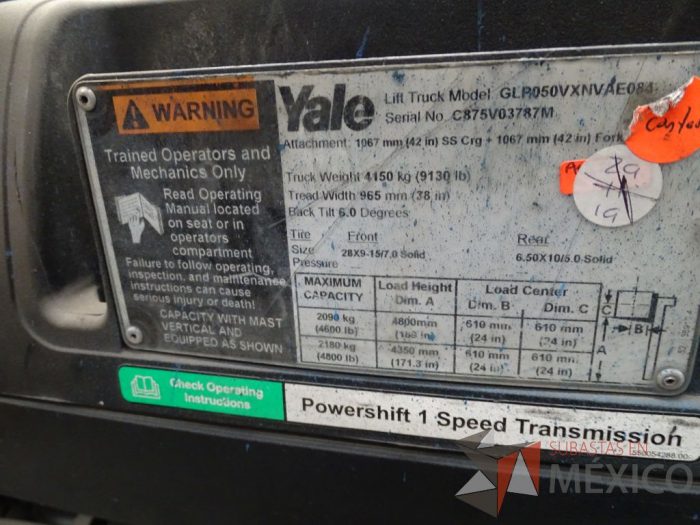 WARNING
Trained Operators and
Mechanics Only
Read Operating
Manual located
on seat or in
operators
compartment
Failure to follow operating,
inspection, and maintenance
instructions can cause
serious injury or death!
CAPACITY WITH MAST
VERTICAL AND
EQUIPPED AS SHOWN
Yale
Lift Truck Model GLP050VXNVAE084
Serial No. C875V03787M
Attachment: 1067 mm (42 in) SS Crg + 1067 mm (42 in) Fork
Truck Weight 4150 kg (9130 lb)
Tread Width 965 mm (38 in)
Back Tilt 6.0 Degrees
Tire Front Rear
Size 28X9-15/7.0 Solid 6.50X10/5.0 Solid
Pressure
MAXIMUM CAPACITY Load Height Dim. A Load Center Dim. B Dim. C
2090 kg 4800mm 610 mm 610 mm
(4600 lb) (189 in) (24 in) (24 in)
2180 kg 4350 mm 610 mm 610 mm
(4800 lb) (171.3 in) (24 in) (24 in)
C
B
A
Check Operating
Instructions
Powershift 1 Speed Transmission
SUBASTAS EN
MÉXICO